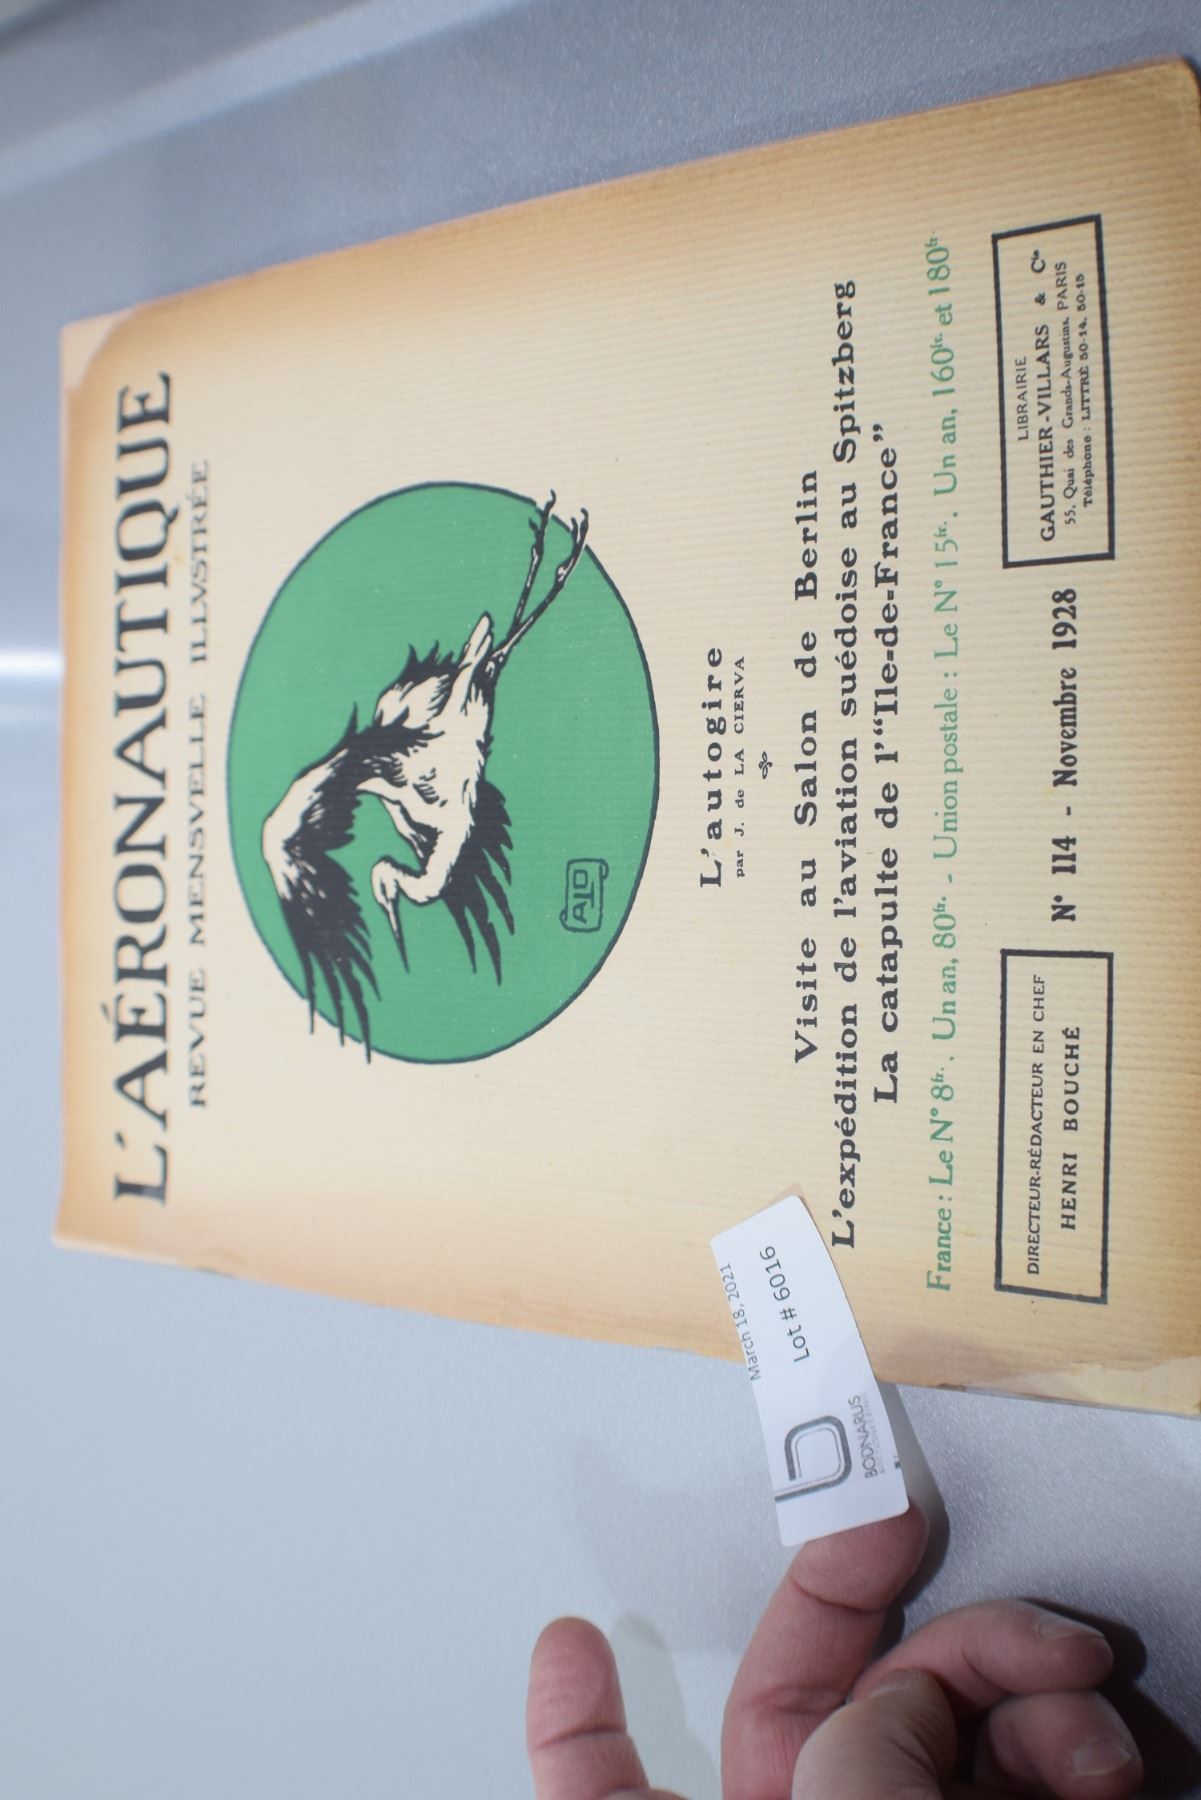 L'AÉRONAUTIQUE
REVUE MENSVELLE ILLVSTRÉE
ALO
L'autogire
par J. de LA CIERVA
Visite au Salon de Berlin
L'expédition de l'aviation suédoise au Spitzberg
La catapulte de l'"Ile-de-France"
France : Le N° 8fr. . Un an, 80fr. - Union postale : Le N° 15fr. . Un an, 160fr. et 180fr.
DIRECTEUR-RÉDACTEUR EN CHEF
HENRI BOUCHÉ
N° 114 - Novembre 1928
LIBRAIRIE
GAUTHIER-VILLARS & Cie
55, Quai des Grands-Augustins, PARIS
Téléphone : LITTRÉ 50-14, 50-15
March 18, 2021
Lot # 6016
BODNARUS